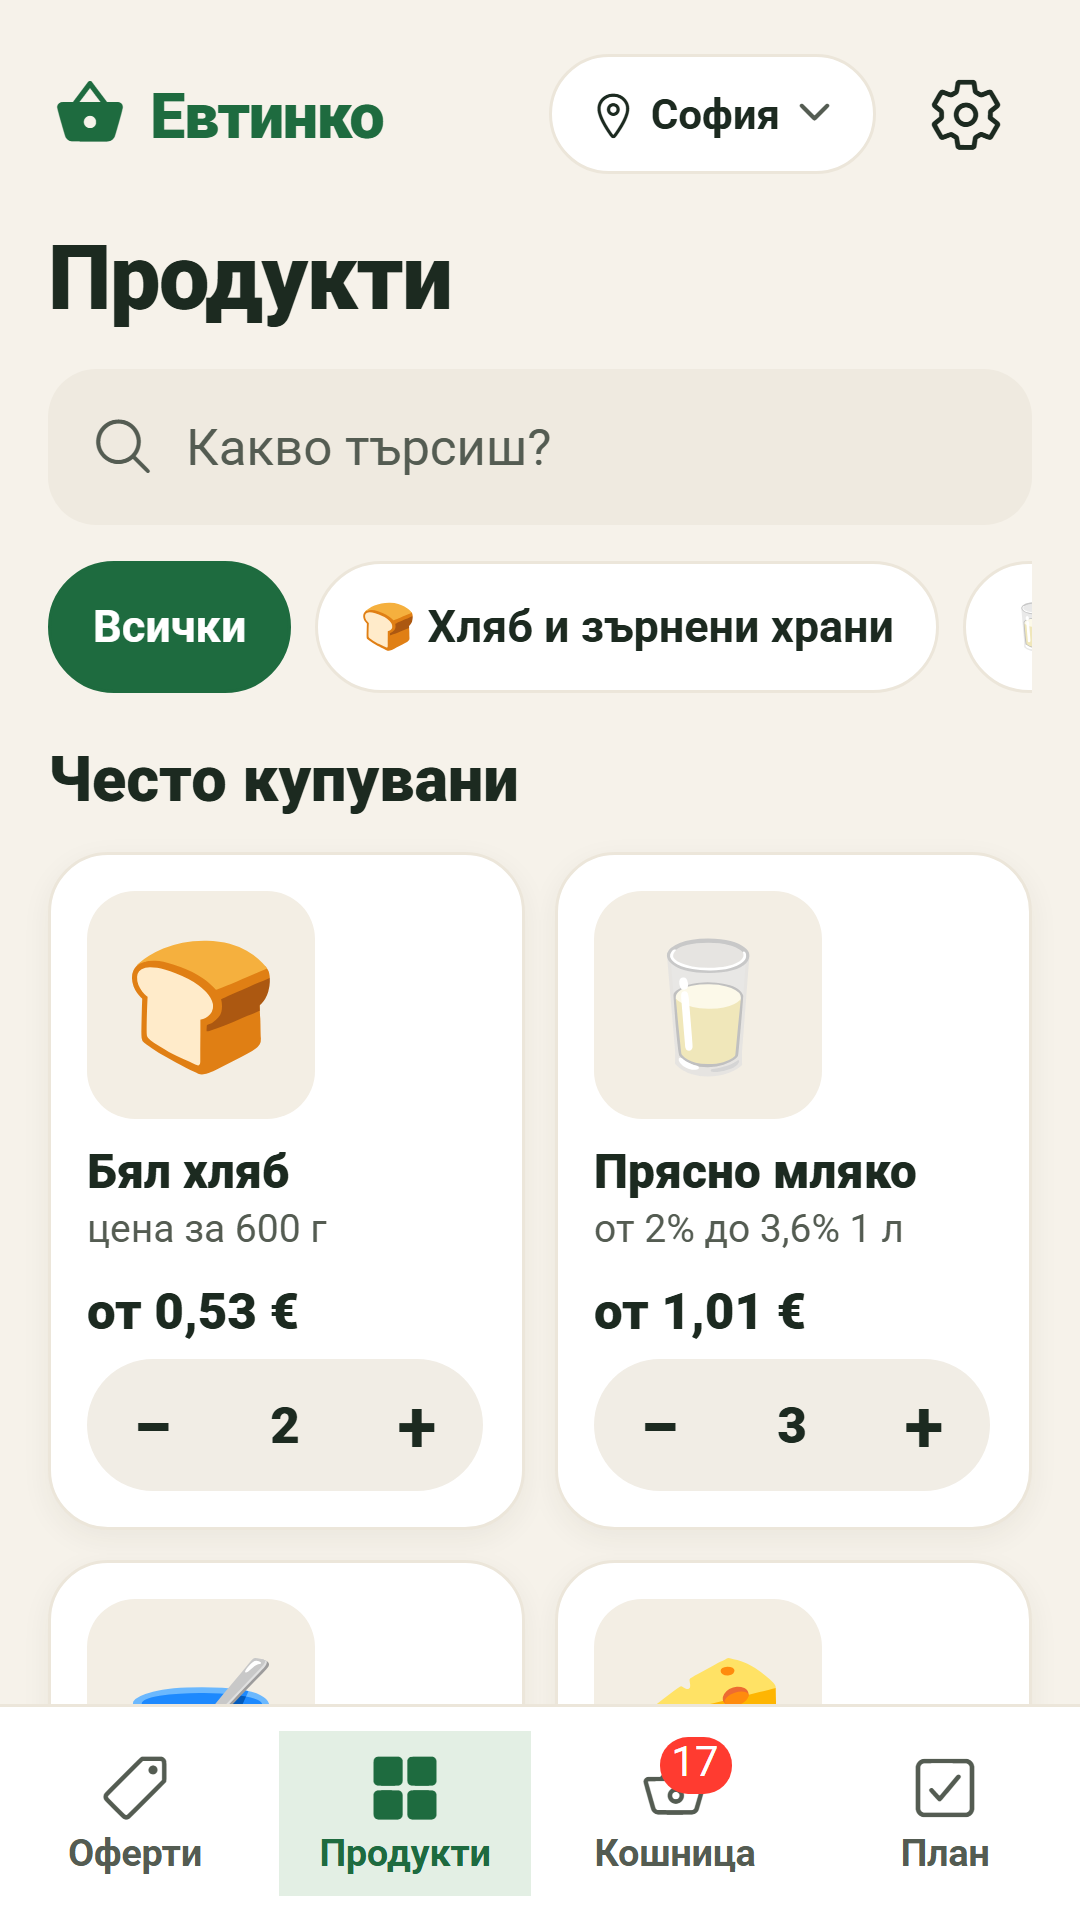 Евтинко
София
Продукти
Какво търсиш?
Всички
Хляб и зърнени храни
Често купувани
Бял хляб
цена за 600 г
от 0,53 €
− 2 +
Прясно мляко
от 2% до 3,6% 1 л
от 1,01 €
− 3 +
Оферти
Продукти
17
Кошница
План